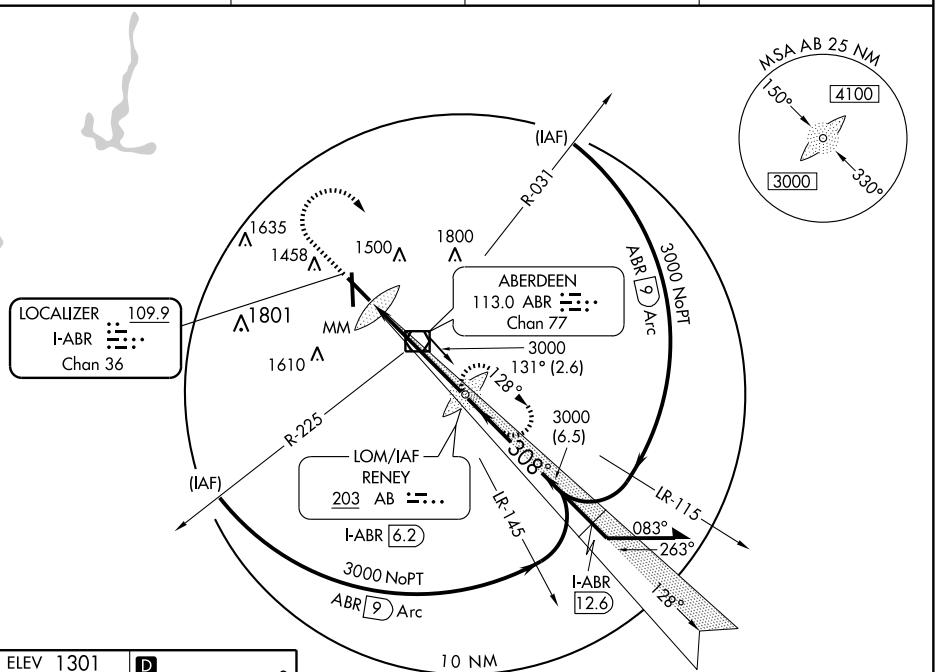 MSA AB 25 NM
150°
4100
3000
330°
(IAF)
R-031
1635
1458
1500
1800
ABERDEEN
113.0 ABR
Chan 77
3000 NoPT
ABR 9 Arc
LOCALIZER 109.9
I-ABR
Chan 36
1801
MM
1610
3000
131° (2.6)
128°
R-225
3000
(6.5)
308°
LOM/IAF
RENEY
203 AB
I-ABR 6.2
(IAF)
LR-145
LR-115
083°
263°
I-ABR
12.6
128°
3000 NoPT
ABR 9 Arc
10 NM
ELEV 1301
D